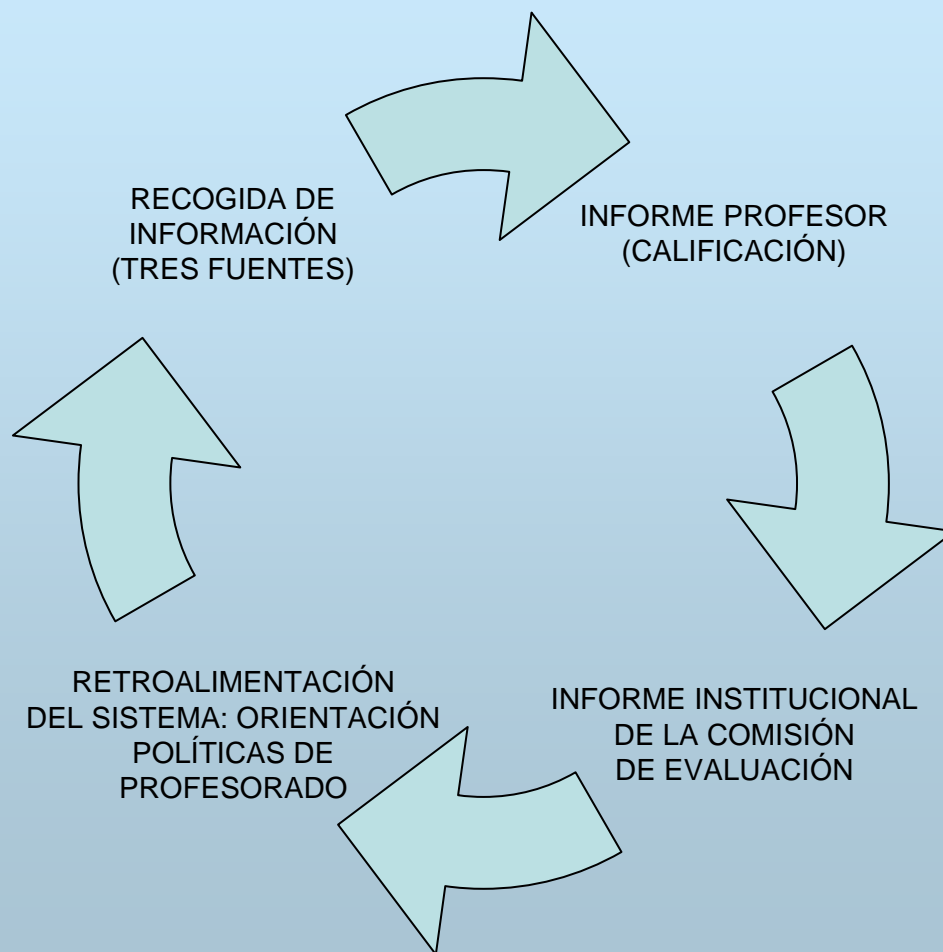 RECOGIDA DE
INFORMACIÓN
(TRES FUENTES)
INFORME PROFESOR
(CALIFICACIÓN)
INFORME INSTITUCIONAL
DE LA COMISIÓN
DE EVALUACIÓN
RETROALIMENTACIÓN
DEL SISTEMA: ORIENTACIÓN
POLÍTICAS DE
PROFESORADO